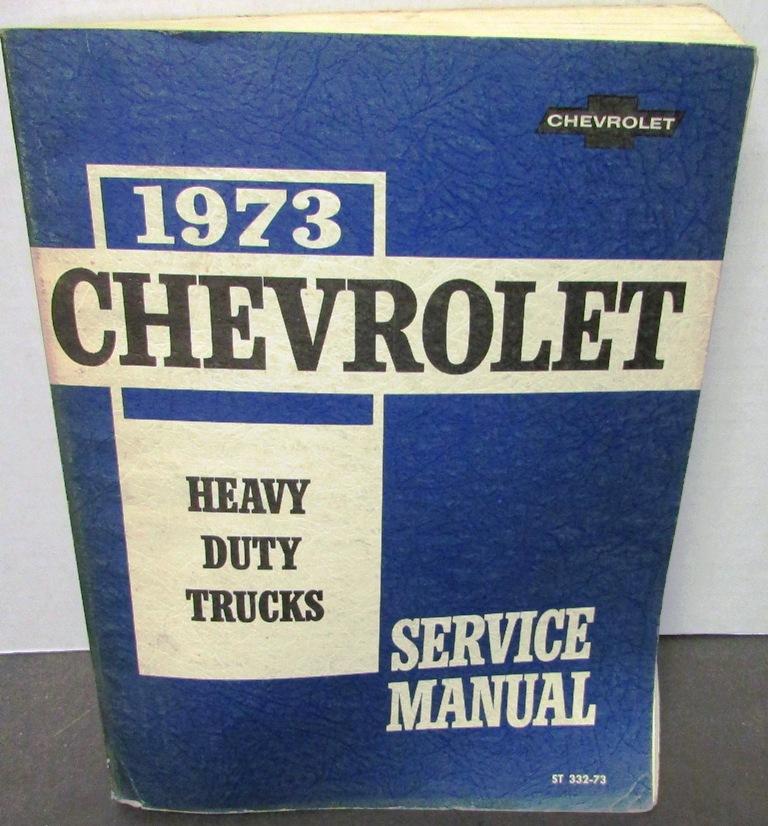 CHEVROLET
1973
CHEVROLET
HEAVY
DUTY
TRUCKS
SERVICE
MANUAL
ST 332-73